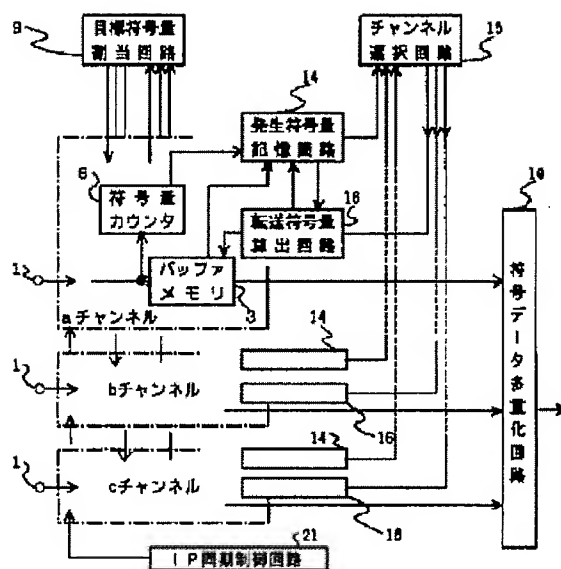 9
目標符号量
割当回路
チャンネル
選択回路
15
14
発生符号量
記憶回路
6
符号量
カウンタ
転送符号量
算出回路
16
10
1
バッファ
メモリ
3
aチャンネル
符号データ多重化回路
14
1
bチャンネル
16
14
1
cチャンネル
16
21
IP同期制御回路